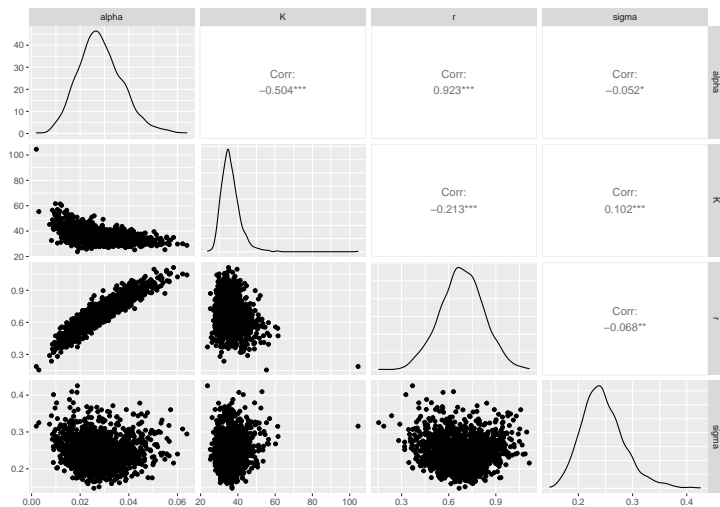 alpha K r sigma
40
30
20
10
0
Corr:
−0.504***
Corr:
0.923***
Corr:
−0.052*
alpha
100
80
60
40
20
Corr:
−0.213***
Corr:
0.102***
K
0.9
0.6
0.3
Corr:
−0.068**
r
0.4
0.3
0.2
sigma
0.00 0.02 0.04 0.06 20 40 60 80 100 0.3 0.6 0.9 0.2 0.3 0.4